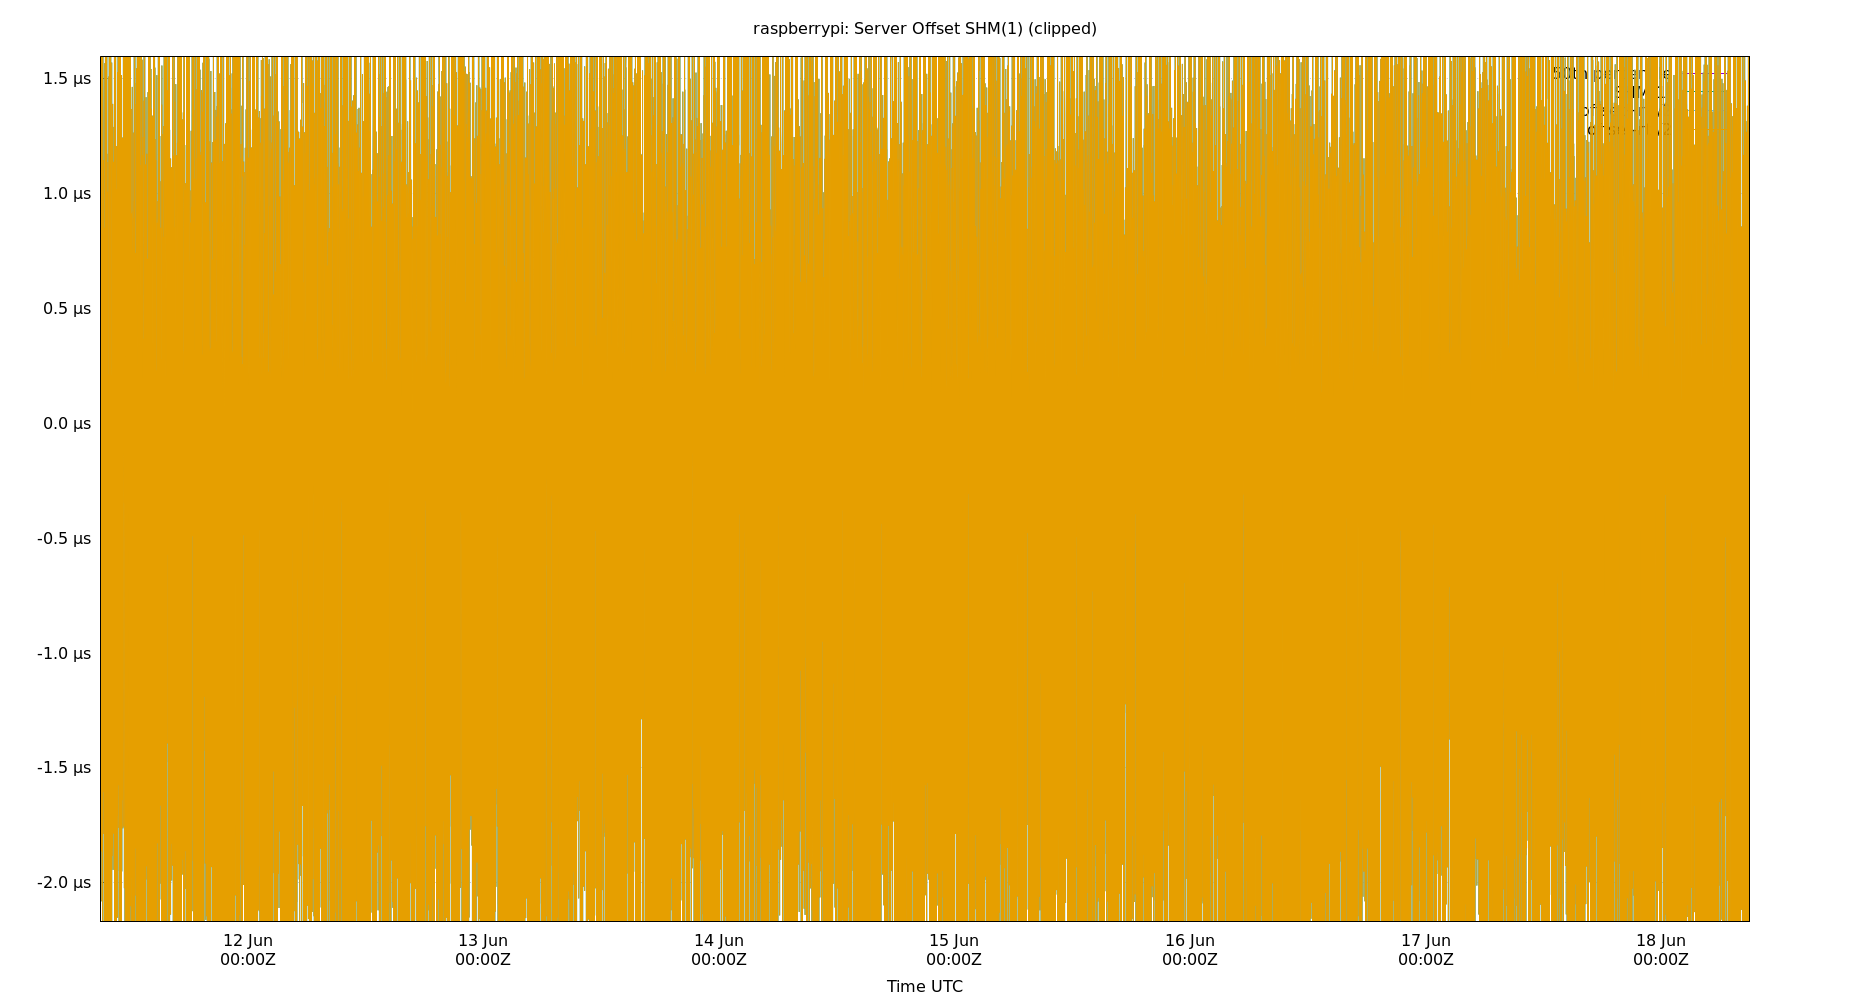 raspberrypi: Server Offset SHM(1) (clipped)
1.5 µs
1.0 µs
0.5 µs
0.0 µs
-0.5 µs
-1.0 µs
-1.5 µs
-2.0 µs
12 Jun 13 Jun 14 Jun 15 Jun 16 Jun 17 Jun 18 Jun
00:00Z 00:00Z 00:00Z 00:00Z 00:00Z 00:00Z 00:00Z
Time UTC